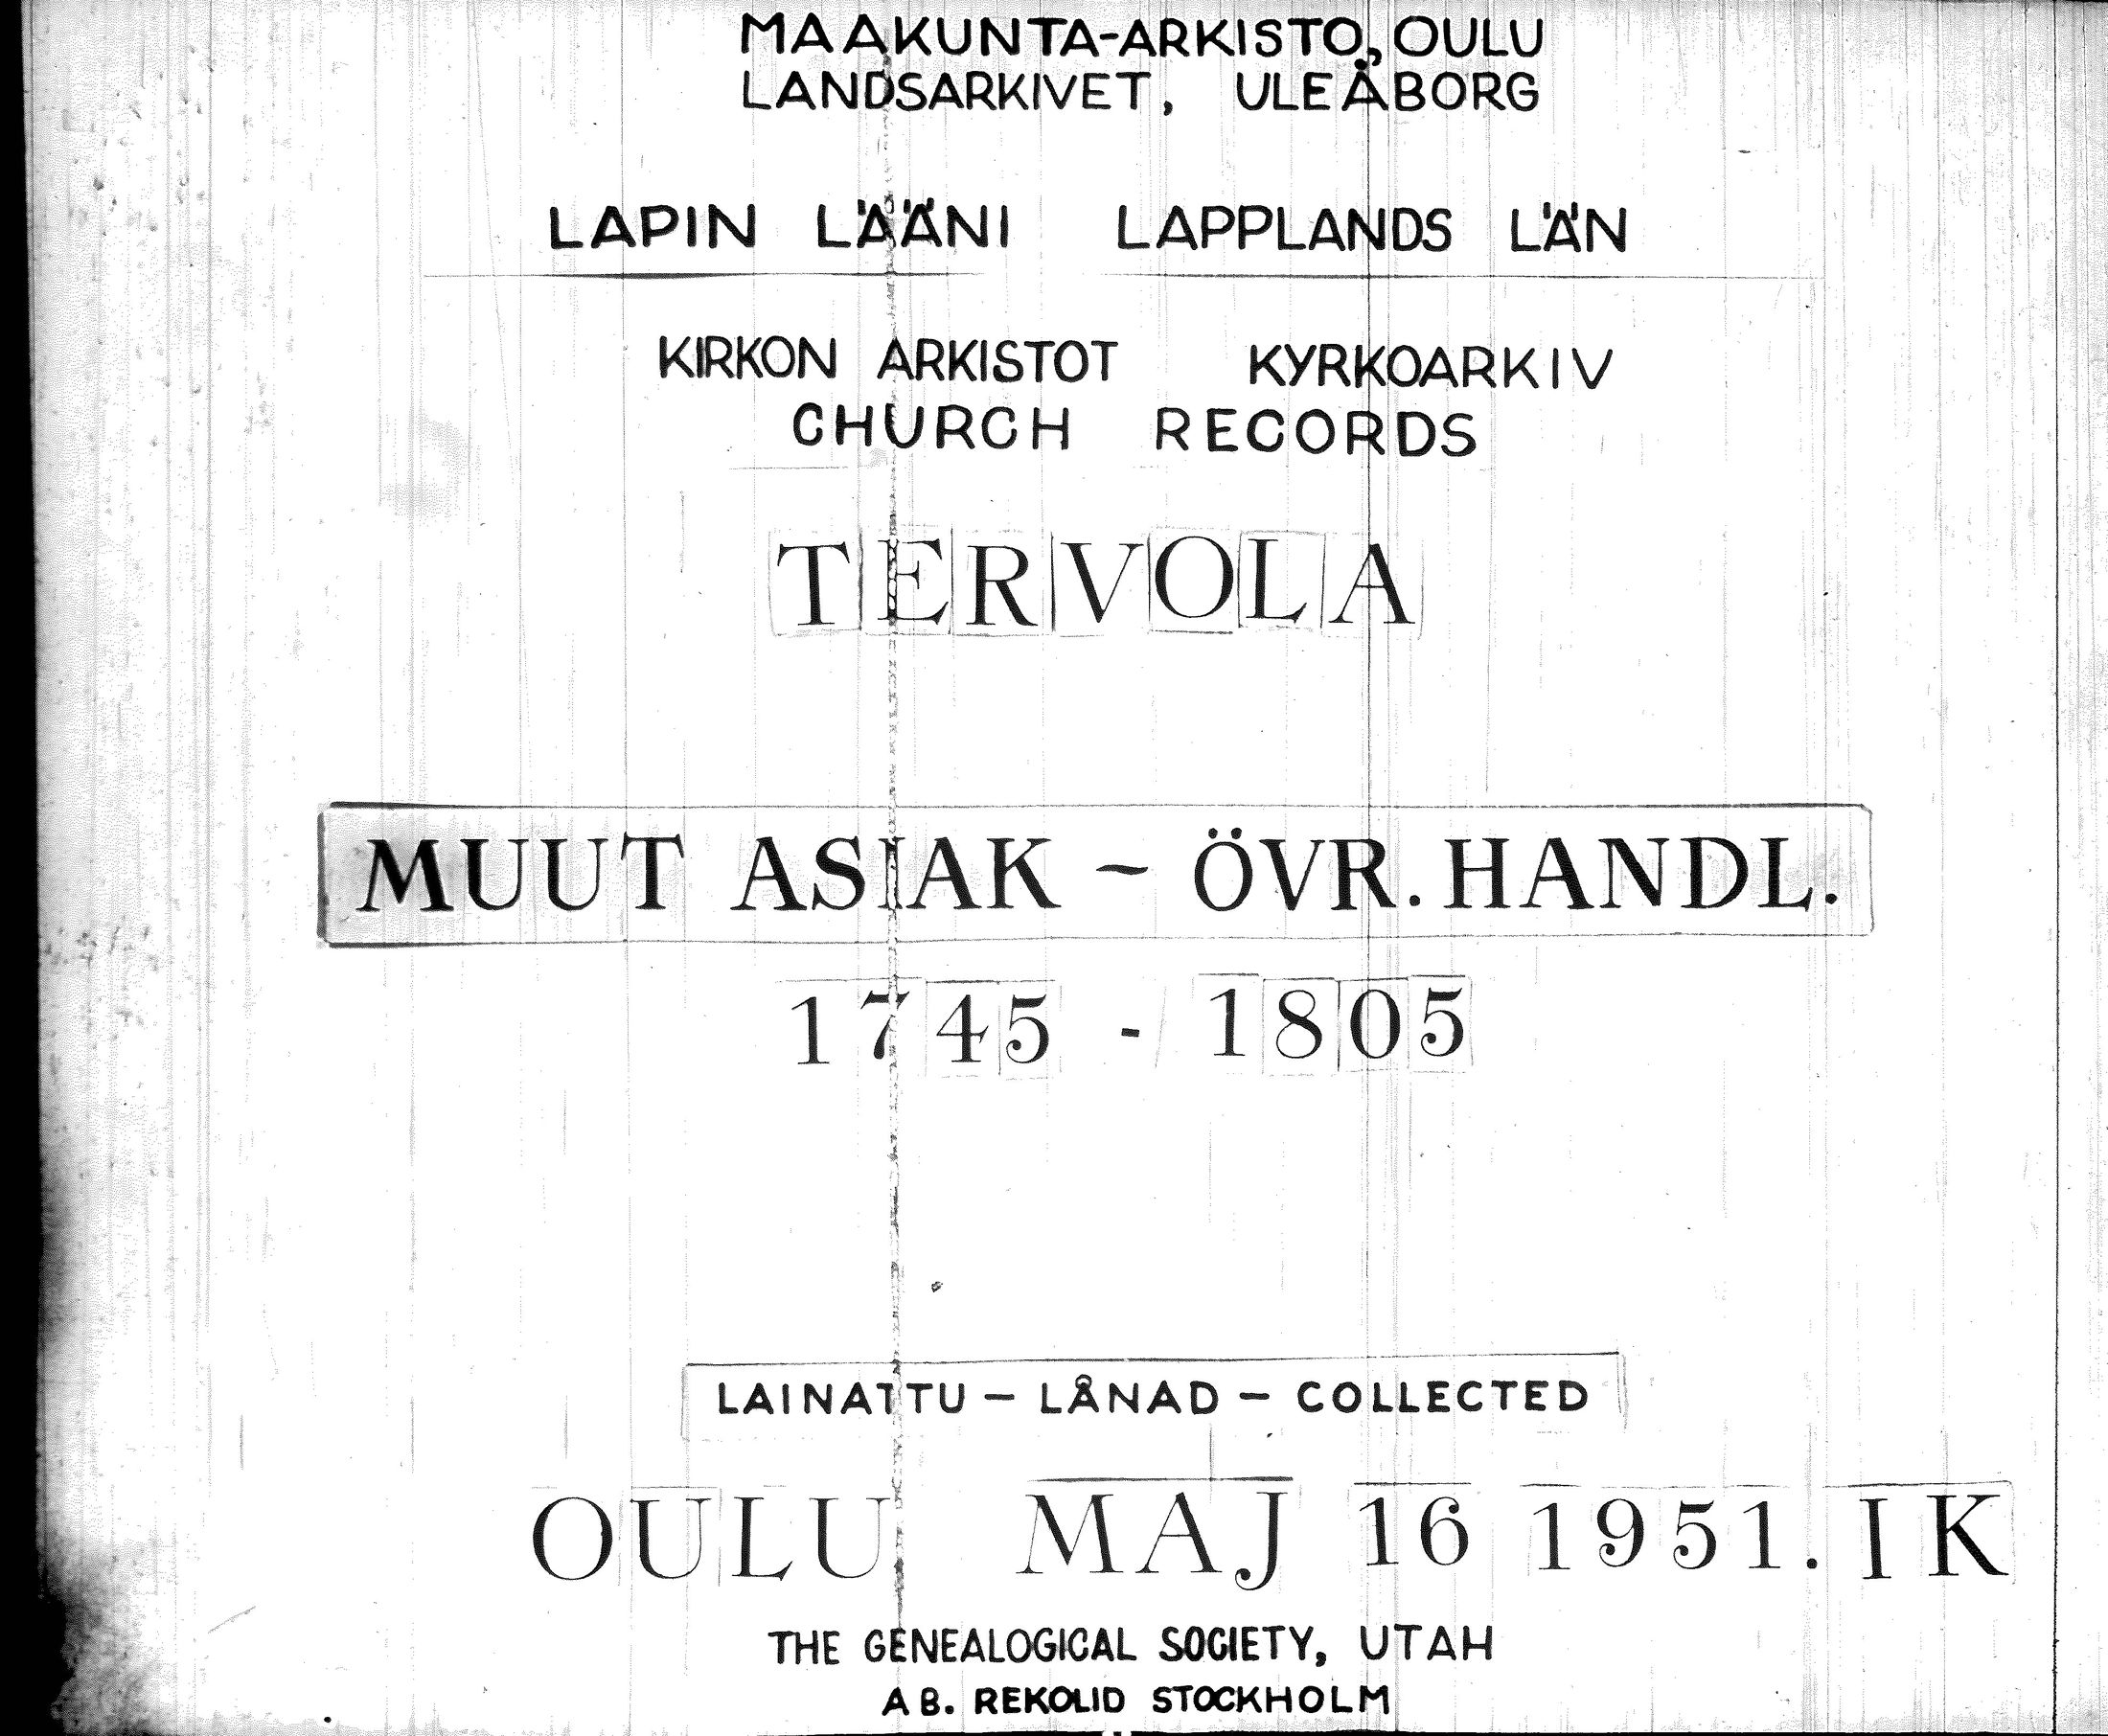 MAAKUNTA-ARKISTO, OULU
LANDSARKIVET, ULEÅBORG
LAPIN LÄÄNI LAPPLANDS LÄN
KIRKON ARKISTOT KYRKOARKIV
CHURCH RECORDS
TERVOLA
MUUT ASIAK ~ ÖVR. HANDL.
1745 - 1805
LAINATTU - LÅNAD - COLLECTED
OULU MAJ 16 1951. IK
THE GENEALOGICAL SOCIETY, UTAH
AB. REKOLID STOCKHOLM